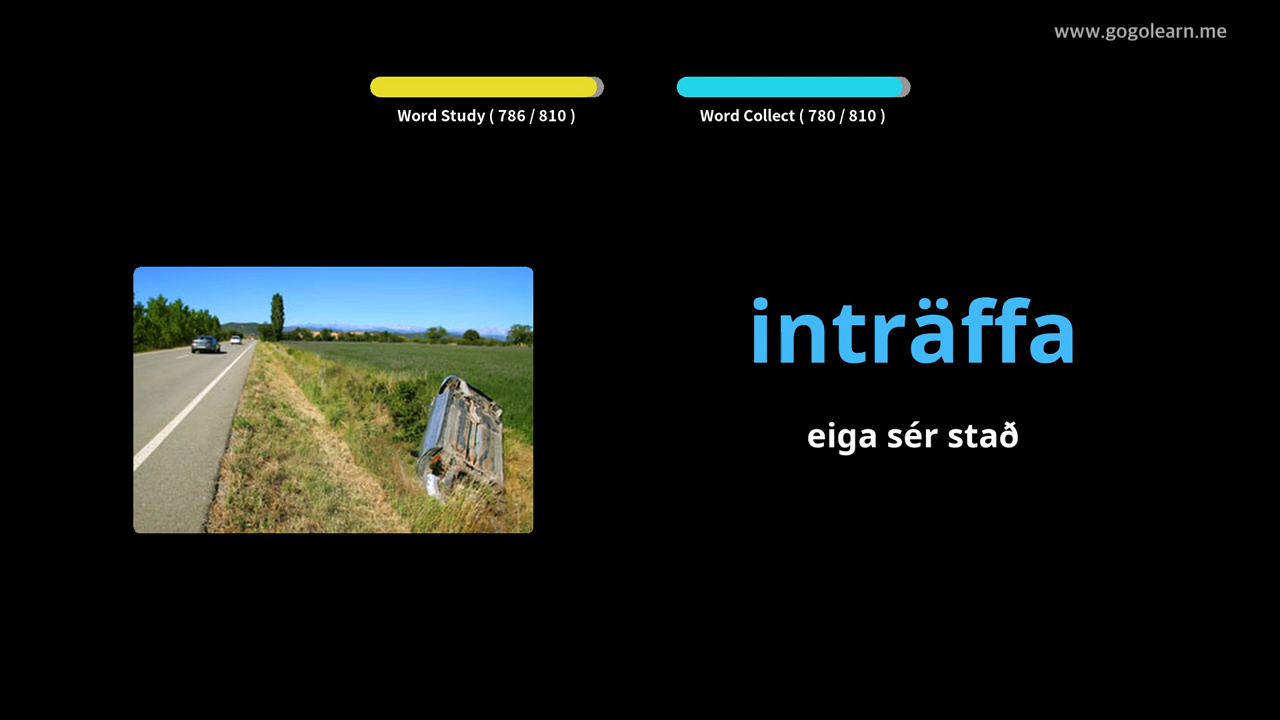 www.gogolearn.me
Word Study ( 786 / 810 )
Word Collect ( 780 / 810 )
inträffa
eiga sér stað